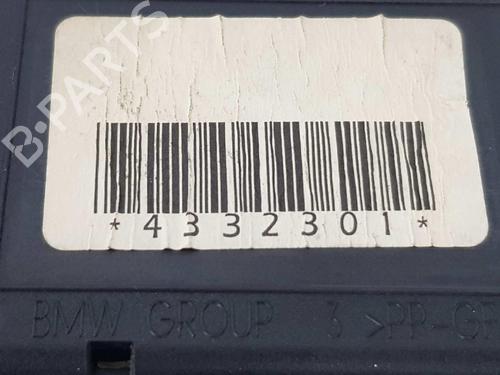 B-PARTS
*4332301*
BMW GROUP 3 >PP-GF